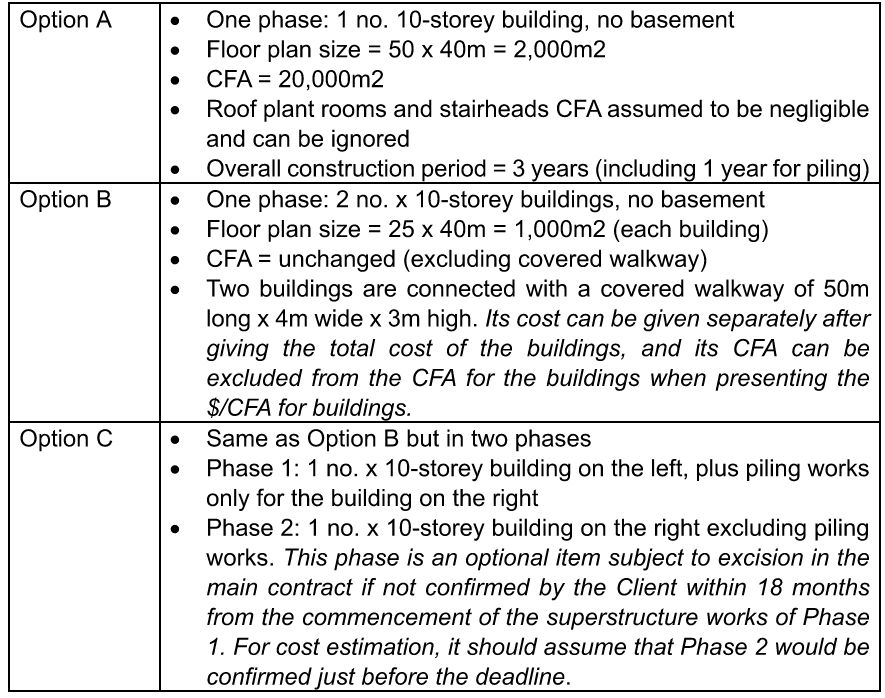 Option A
• One phase: 1 no. 10-storey building, no basement
• Floor plan size = 50 x 40m = 2,000m2
• CFA = 20,000m2
• Roof plant rooms and stairheads CFA assumed to be negligible
and can be ignored
• Overall construction period = 3 years (including 1 year for piling)
Option B
• One phase: 2 no. x 10-storey buildings, no basement
• Floor plan size = 25 x 40m = 1,000m2 (each building)
• CFA = unchanged (excluding covered walkway)
• Two buildings are connected with a covered walkway of 50m
long x 4m wide x 3m high. Its cost can be given separately after
giving the total cost of the buildings, and its CFA can be
excluded from the CFA for the buildings when presenting the
$/CFA for buildings.
Option C
• Same as Option B but in two phases
• Phase 1: 1 no. x 10-storey building on the left, plus piling works
only for the building on the right
• Phase 2: 1 no. x 10-storey building on the right excluding piling
works. This phase is an optional item subject to excision in the
main contract if not confirmed by the Client within 18 months
from the commencement of the superstructure works of Phase
1. For cost estimation, it should assume that Phase 2 would be
confirmed just before the deadline.